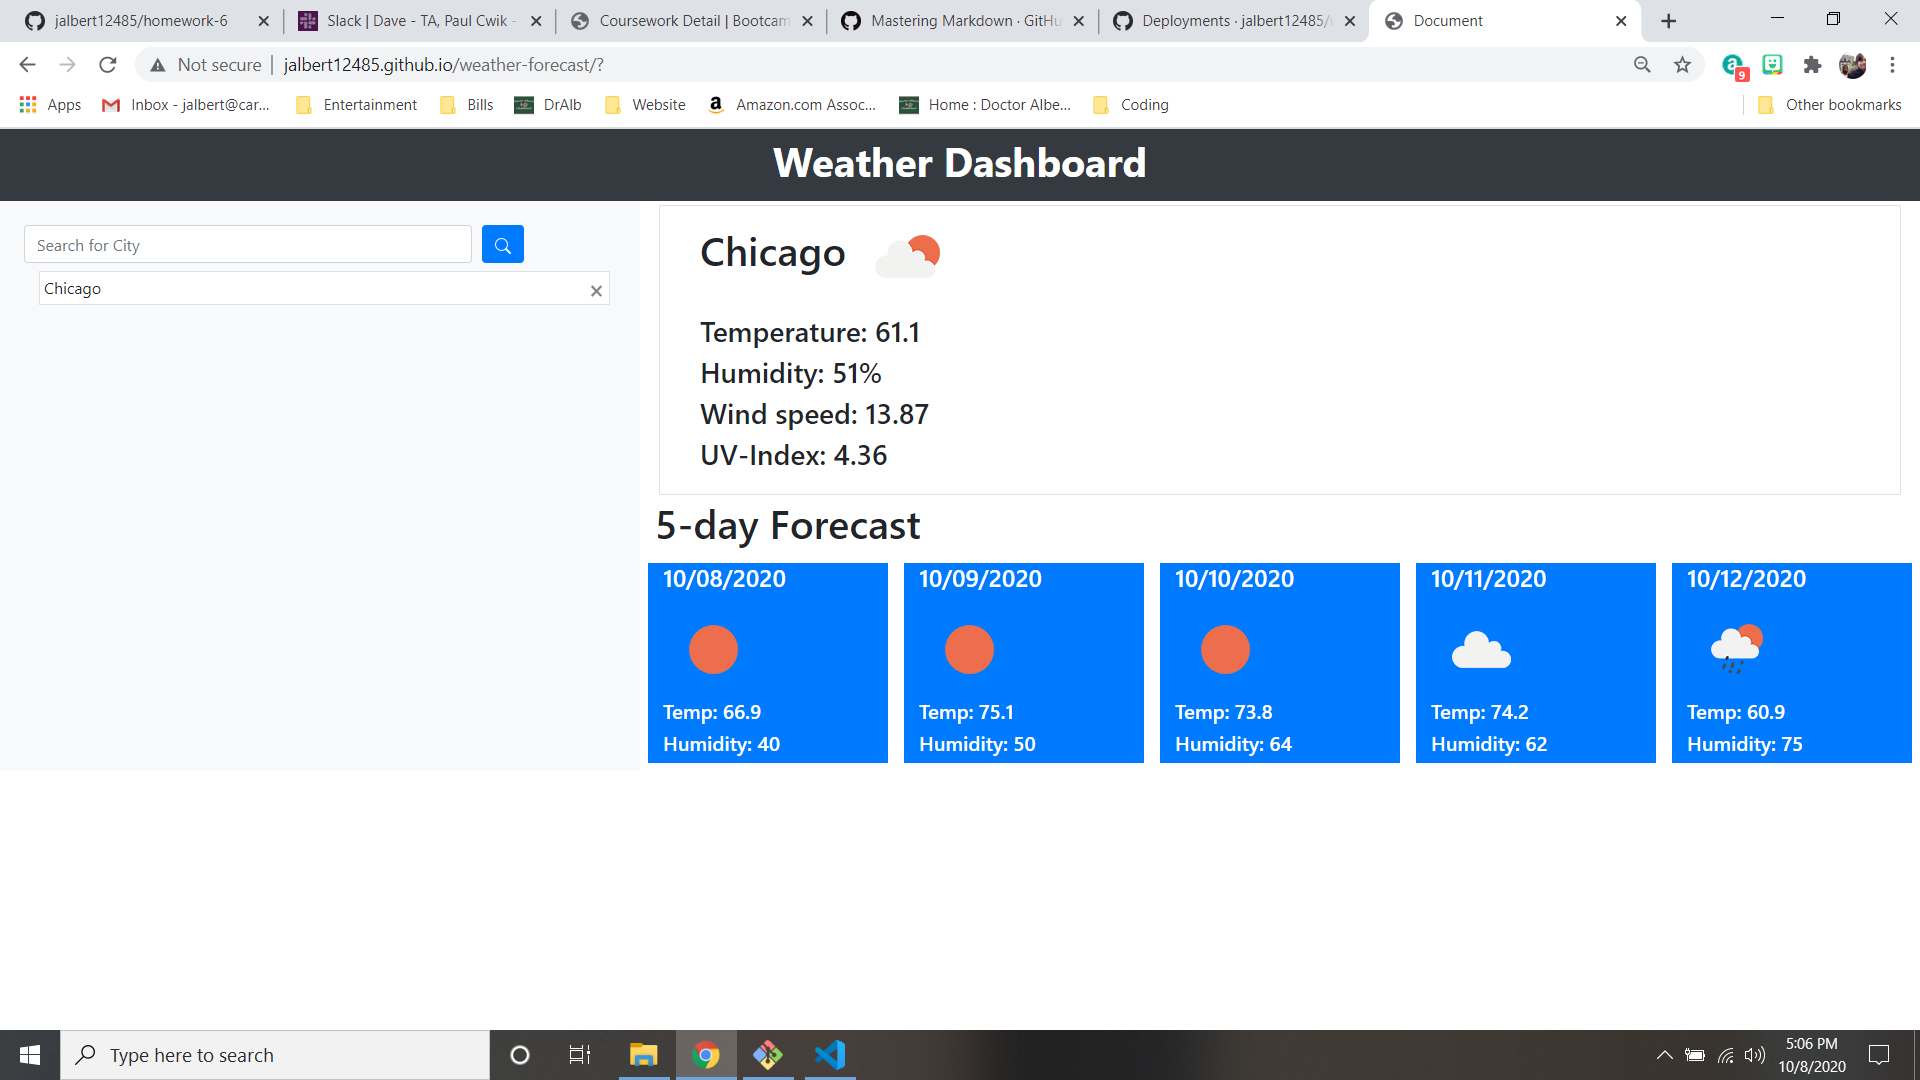 jalbert12485/homework-6
Slack | Dave - TA, Paul Cwik -
Coursework Detail | Bootcam
Mastering Markdown · GitHu
Deployments · jalbert12485/
Document
Not secure
jalbert12485.github.io/weather-forecast/?
9
Apps
Inbox - jalbert@car...
Entertainment
Bills
DrAlb
Website
Amazon.com Assoc...
Home : Doctor Albe...
Coding
Other bookmarks
Weather Dashboard
Search for City
Chicago
Chicago
Temperature: 61.1
Humidity: 51%
Wind speed: 13.87
UV-Index: 4.36
5-day Forecast
10/08/2020
Temp: 66.9
Humidity: 40
10/09/2020
Temp: 75.1
Humidity: 50
10/10/2020
Temp: 73.8
Humidity: 64
10/11/2020
Temp: 74.2
Humidity: 62
10/12/2020
Temp: 60.9
Humidity: 75
Type here to search
5:06 PM
10/8/2020